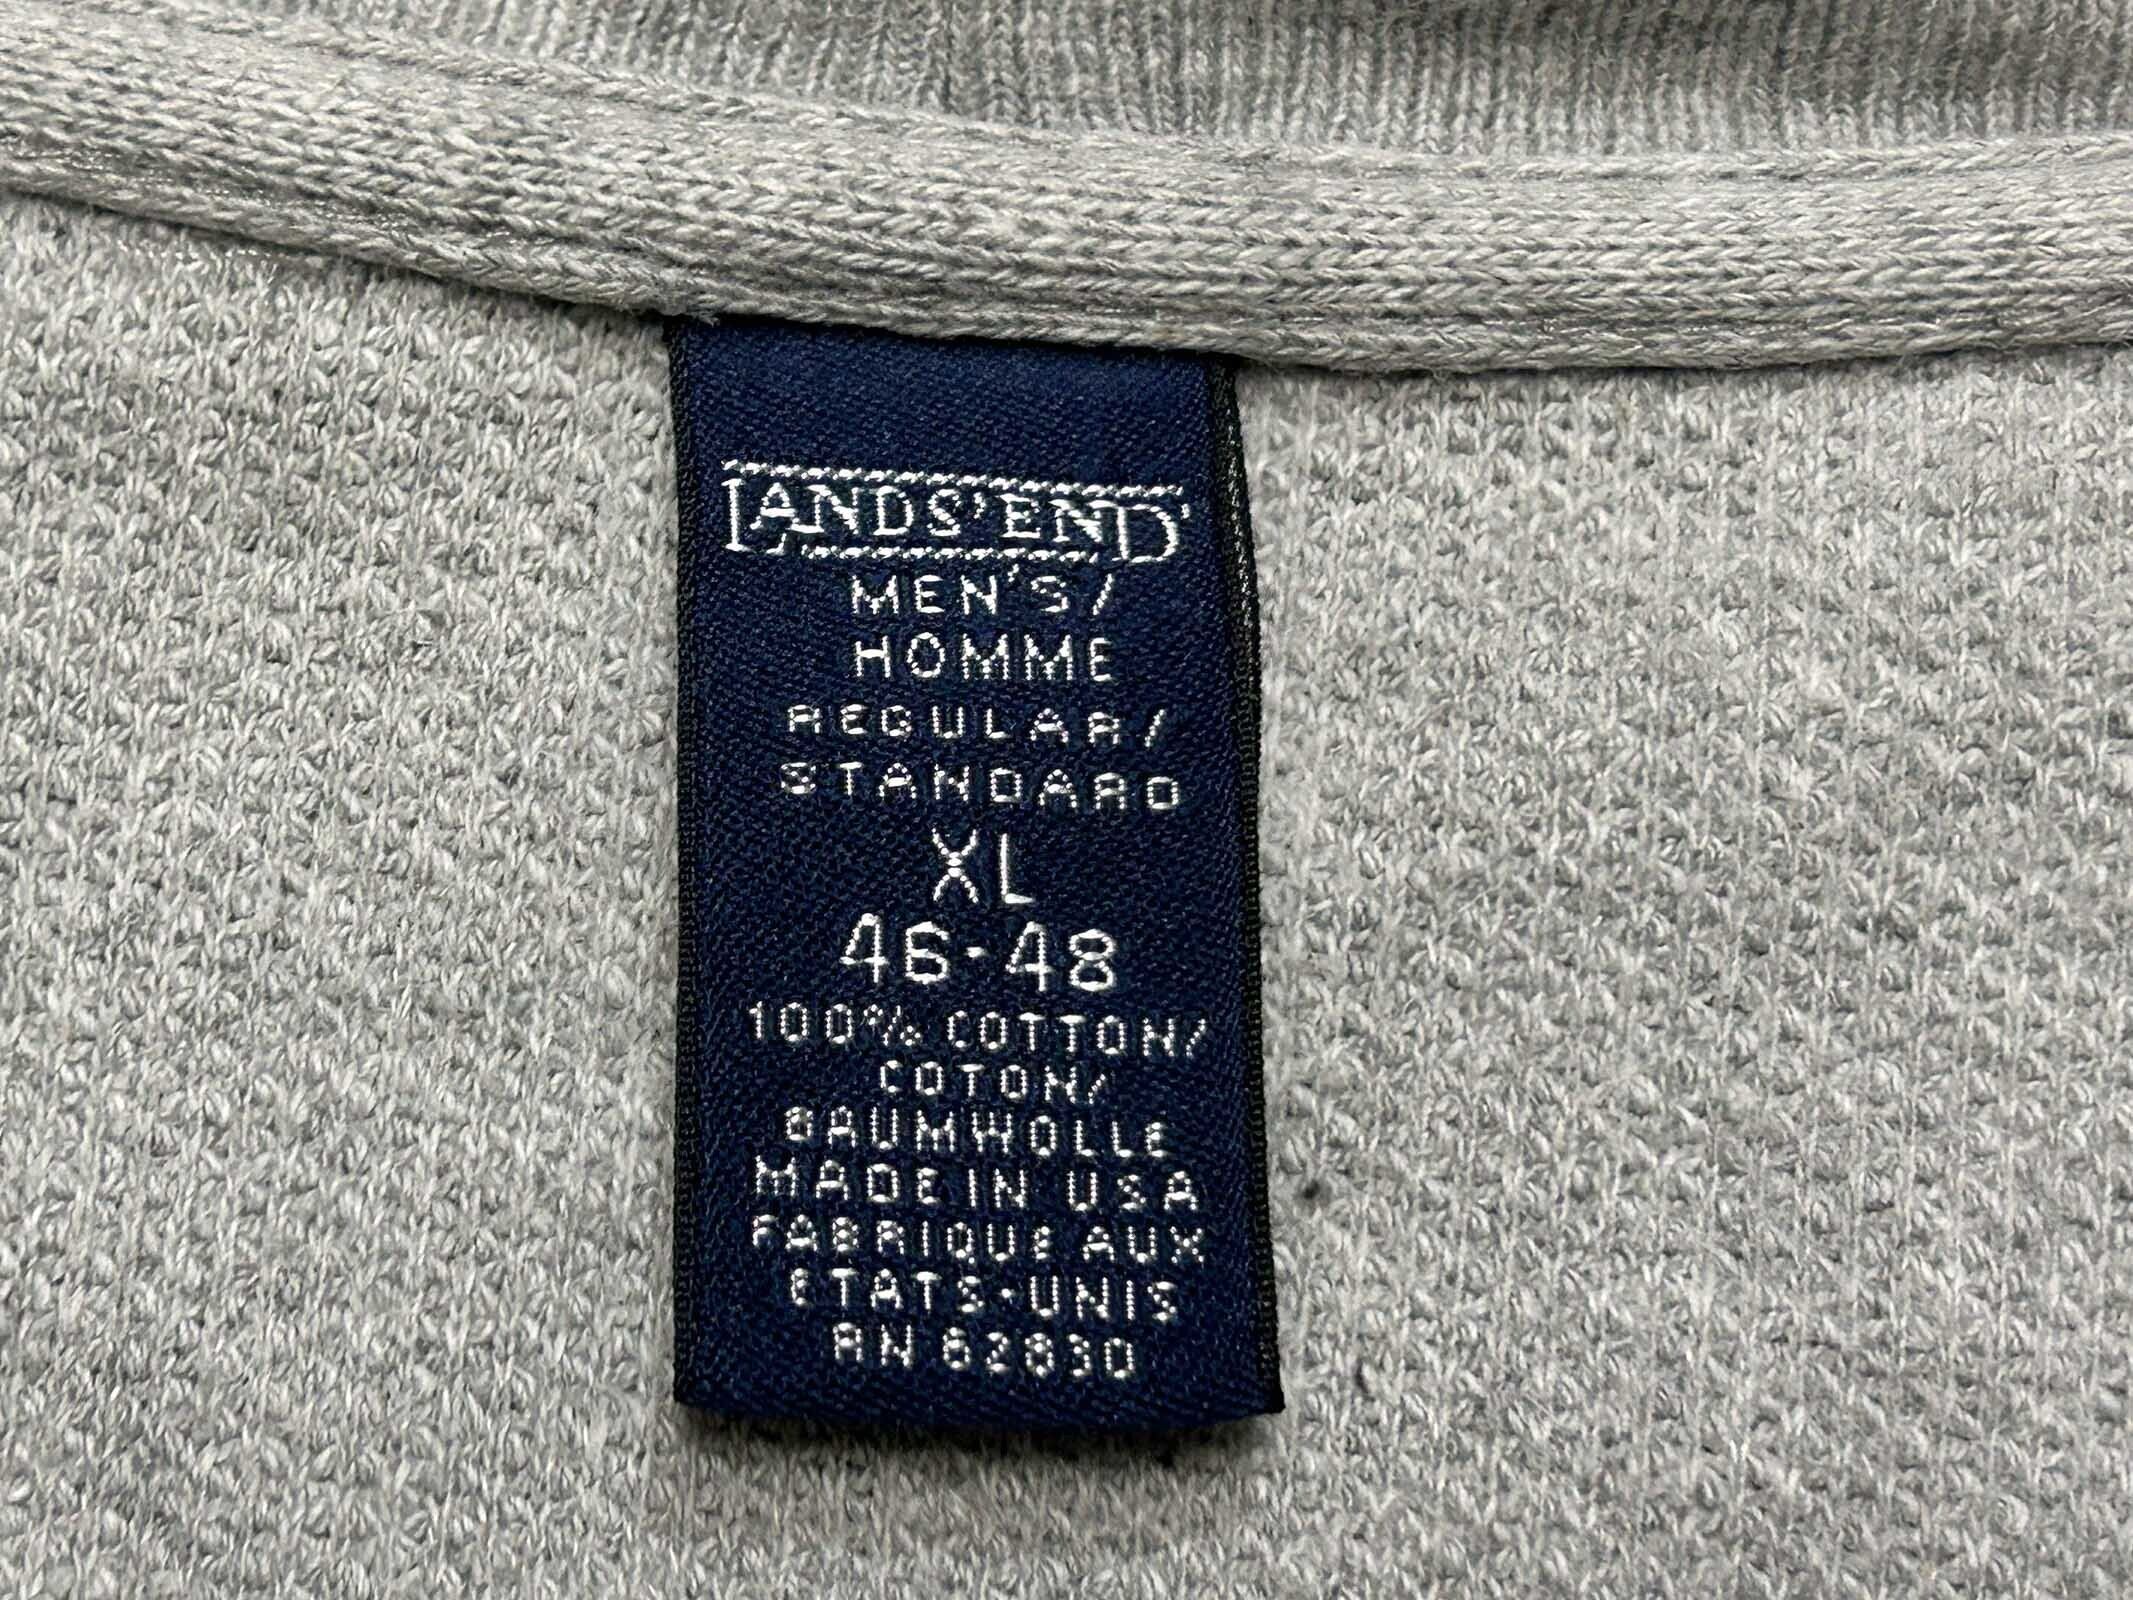 LANDS' END
MEN'S/
HOMME
REGULAR/
STANDARD
XL
46-48
100% COTTON/
COTON/
BAUMWOLLE
MADE IN USA
FABRIQUE AUX
ETATS-UNIS
RN 62830